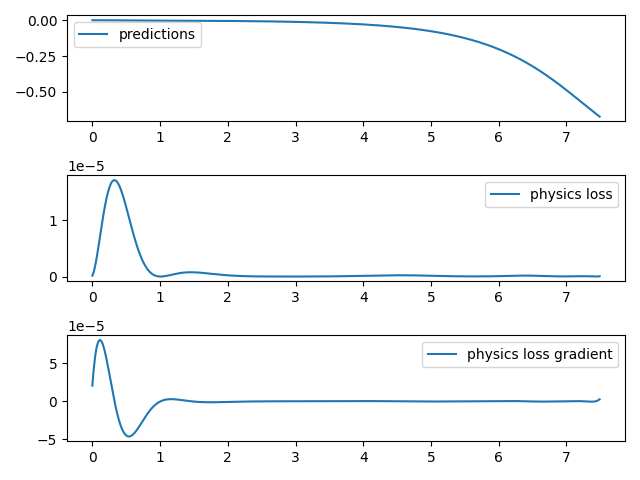 0.00
−0.25
−0.50
predictions
0 1 2 3 4 5 6 7
1e−5
1
0
physics loss
0 1 2 3 4 5 6 7
1e−5
5
0
−5
physics loss gradient
0 1 2 3 4 5 6 7